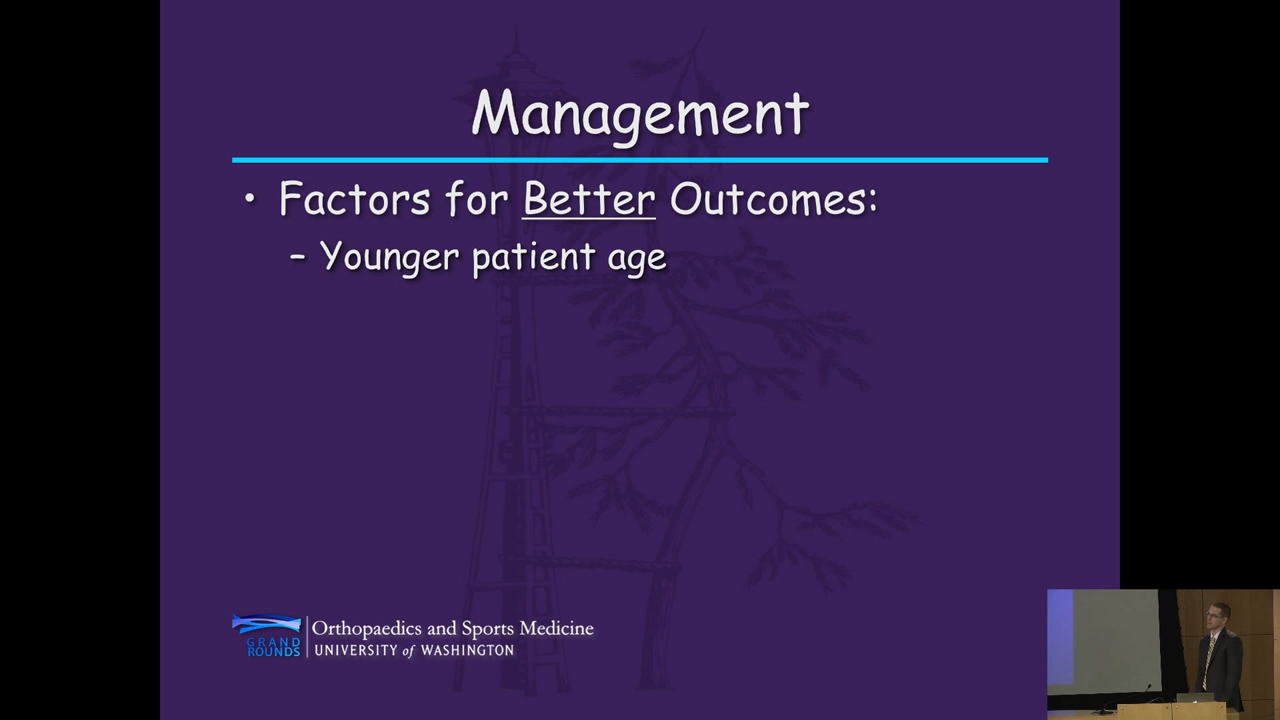 Management
• Factors for Better Outcomes:
– Younger patient age
GRAND
ROUNDS
Orthopaedics and Sports Medicine
UNIVERSITY of WASHINGTON